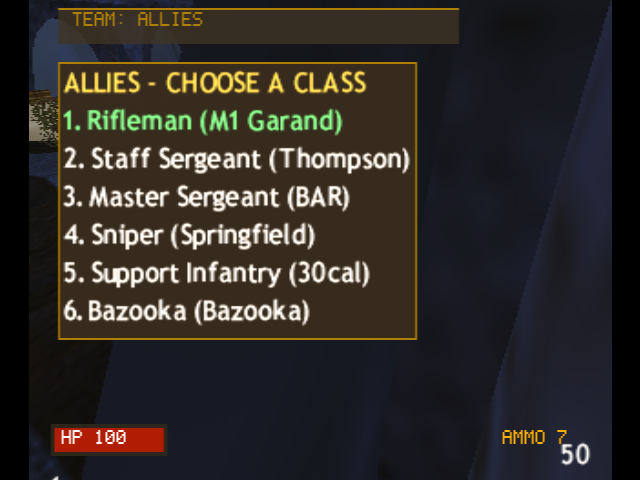 TEAM: ALLIES
ALLIES - CHOOSE A CLASS
1. Rifleman (M1 Garand)
2. Staff Sergeant (Thompson)
3. Master Sergeant (BAR)
4. Sniper (Springfield)
5. Support Infantry (30cal)
6. Bazooka (Bazooka)
HP 100
AMMO 7
50